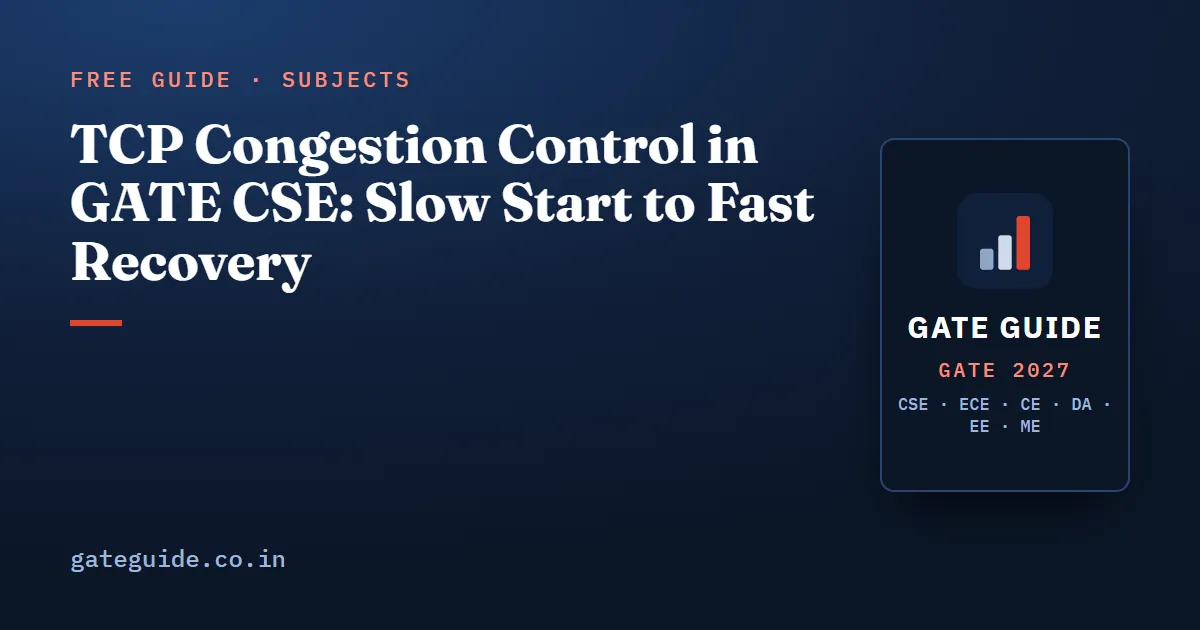 FREE GUIDE · SUBJECTS
TCP Congestion Control in
GATE CSE: Slow Start to Fast
Recovery
GATE GUIDE
GATE 2027
CSE · ECE · CE · DA ·
EE · ME
gateguide.co.in